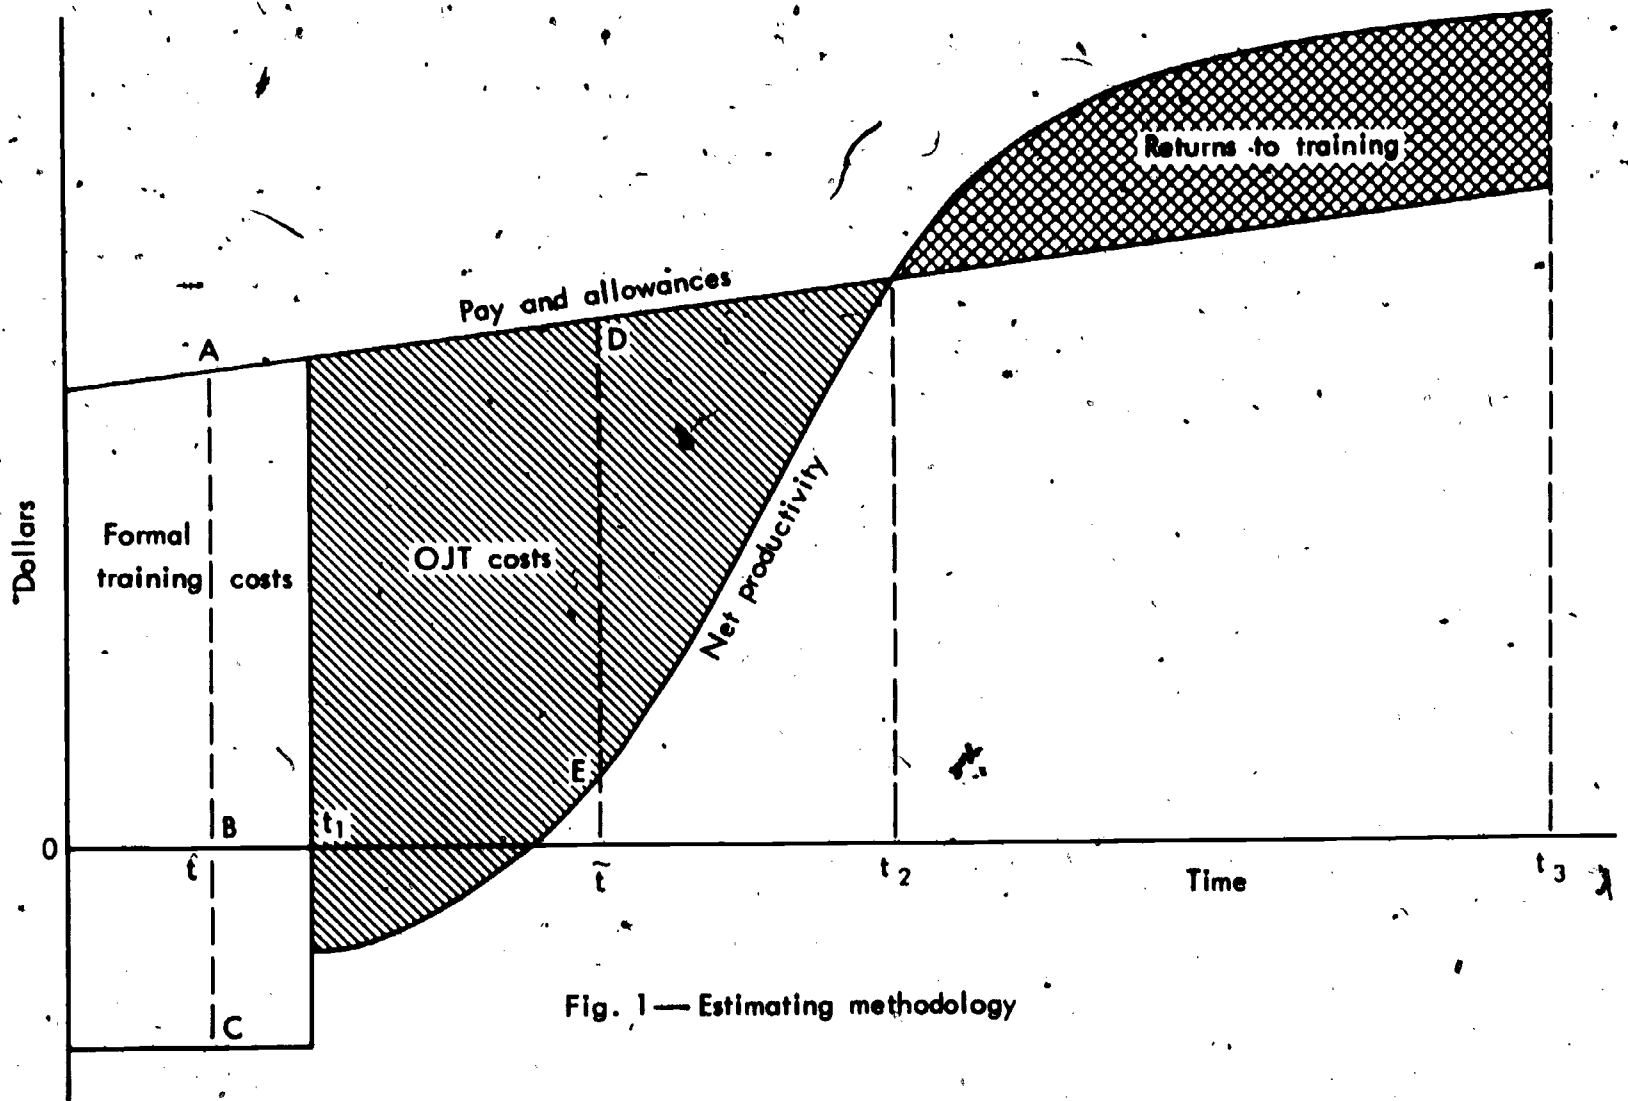 Returns to training
Pay and allowances
A
D
Dollars
Formal
training costs
OJT costs
Net productivity
E
B
t1
0
t̂
t̃
t2
Time
t3
C
Fig. 1— Estimating methodology